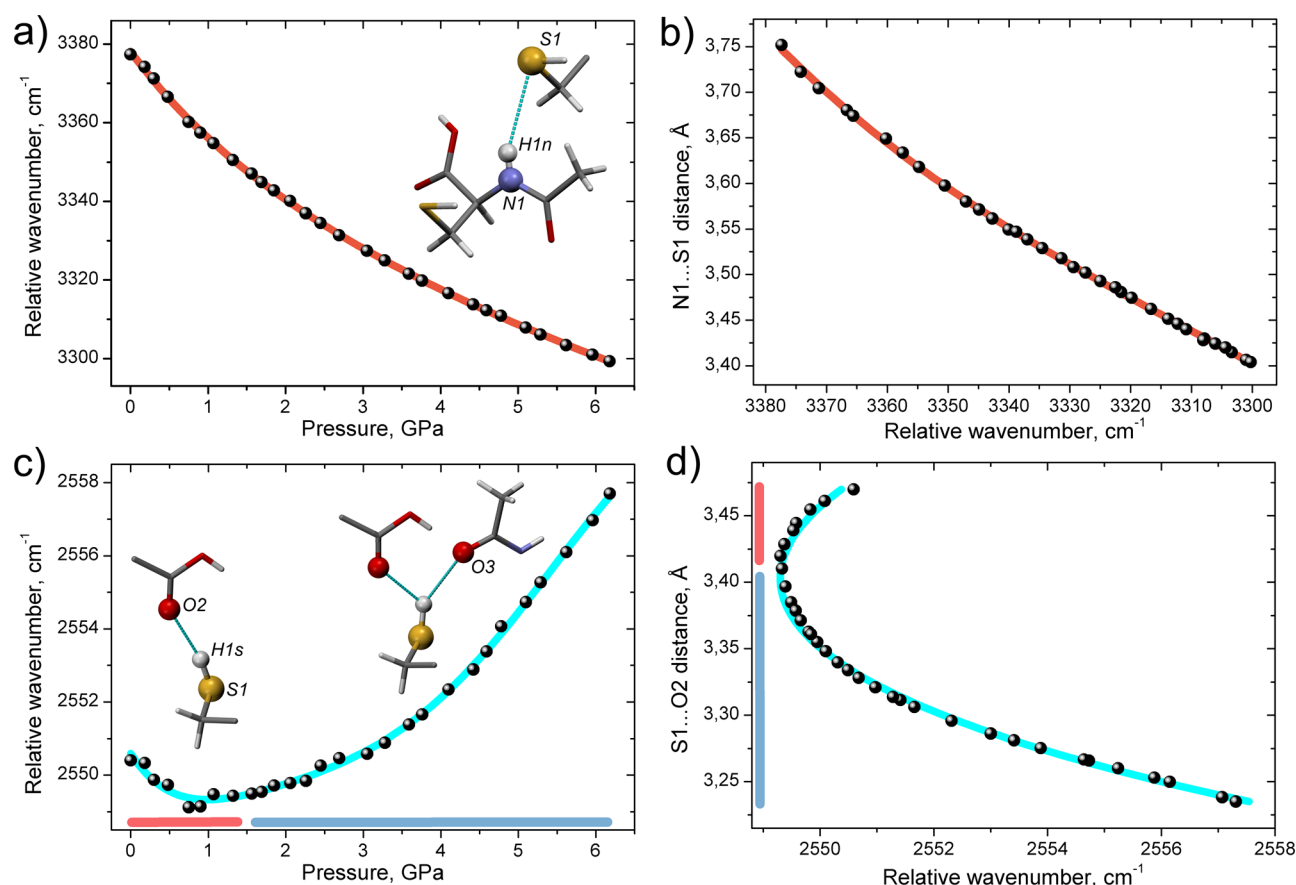 a)
Relative wavenumber, cm-1
3380
3360
3340
3320
3300
0 1 2 3 4 5 6
Pressure, GPa
S1
H1n
N1
b)
N1...S1 distance, Å
3,75
3,70
3,65
3,60
3,55
3,50
3,45
3,40
3380 3370 3360 3350 3340 3330 3320 3310 3300
Relative wavenumber, cm-1
c)
Relative wavenumber, cm-1
2558
2556
2554
2552
2550
0 1 2 3 4 5 6
Pressure, GPa
O2
H1s
S1
O3
d)
S1...O2 distance, Å
3,45
3,40
3,35
3,30
3,25
2550 2552 2554 2556 2558
Relative wavenumber, cm-1